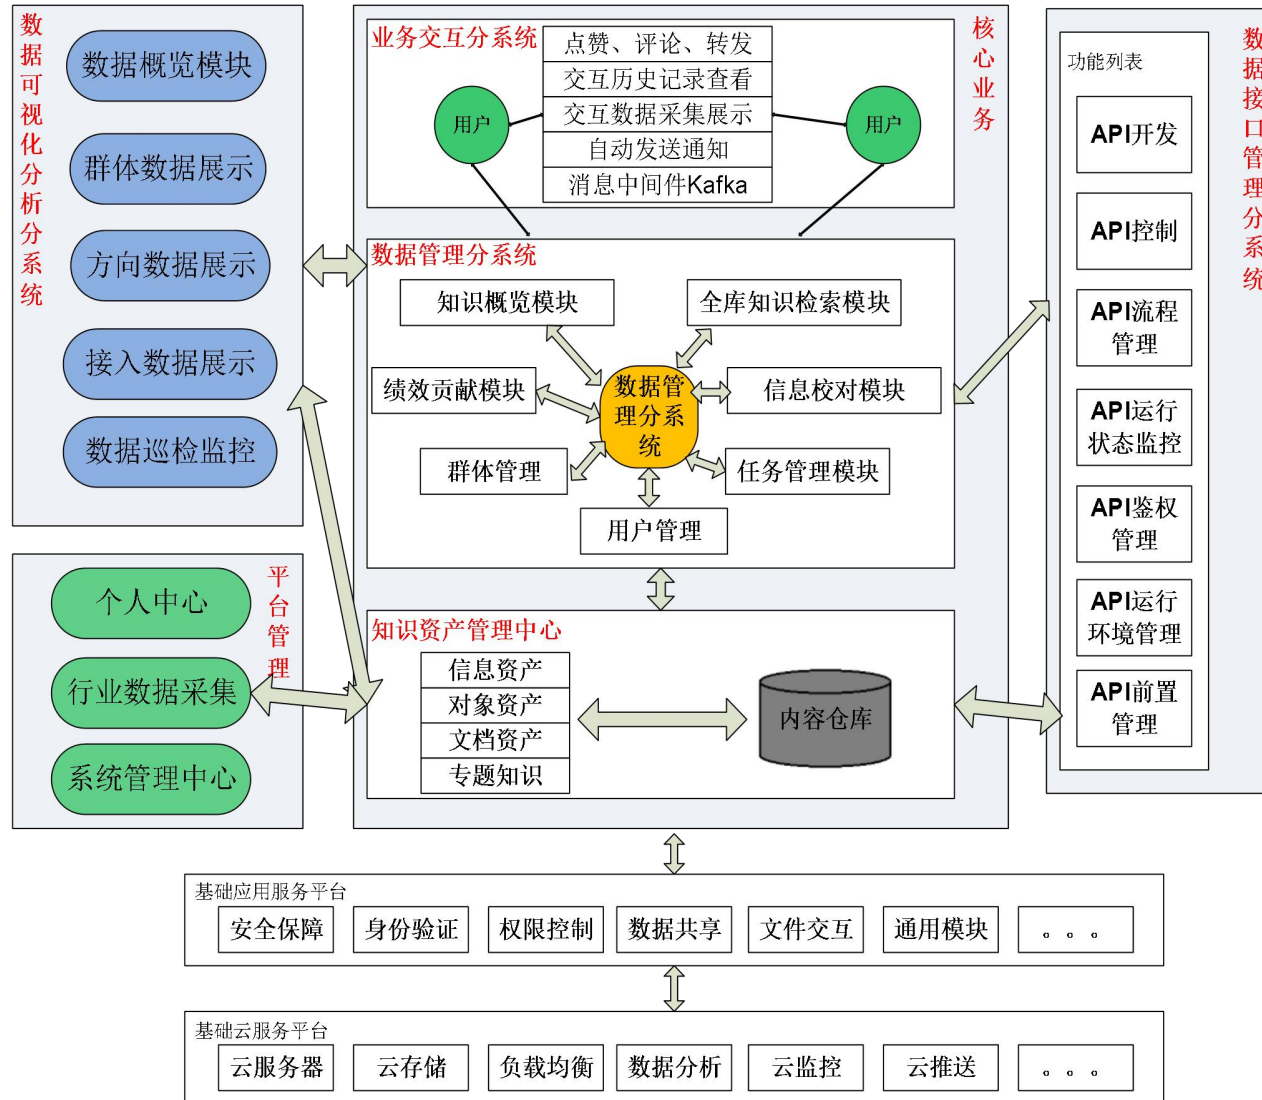 数据可视化分析分系统
数据概览模块
群体数据展示
方向数据展示
接入数据展示
数据巡检监控
平台管理
个人中心
行业数据采集
系统管理中心
核心业务
业务交互分系统
点赞、评论、转发
交互历史记录查看
交互数据采集展示
自动发送通知
消息中间件Kafka
用户
用户
数据管理分系统
知识概览模块
全库知识检索模块
绩效贡献模块
数据管
理分系
统
信息校对模块
群体管理
任务管理模块
用户管理
知识资产管理中心
信息资产
对象资产
文档资产
专题知识
内容仓库
数据接口管理分系统
功能列表
API开发
API控制
API流程
管理
API运行
状态监控
API鉴权
管理
API运行
环境管理
API前置
管理
基础应用服务平台
安全保障
身份验证
权限控制
数据共享
文件交互
通用模块
。。。
基础云服务平台
云服务器
云存储
负载均衡
数据分析
云监控
云推送
。。。